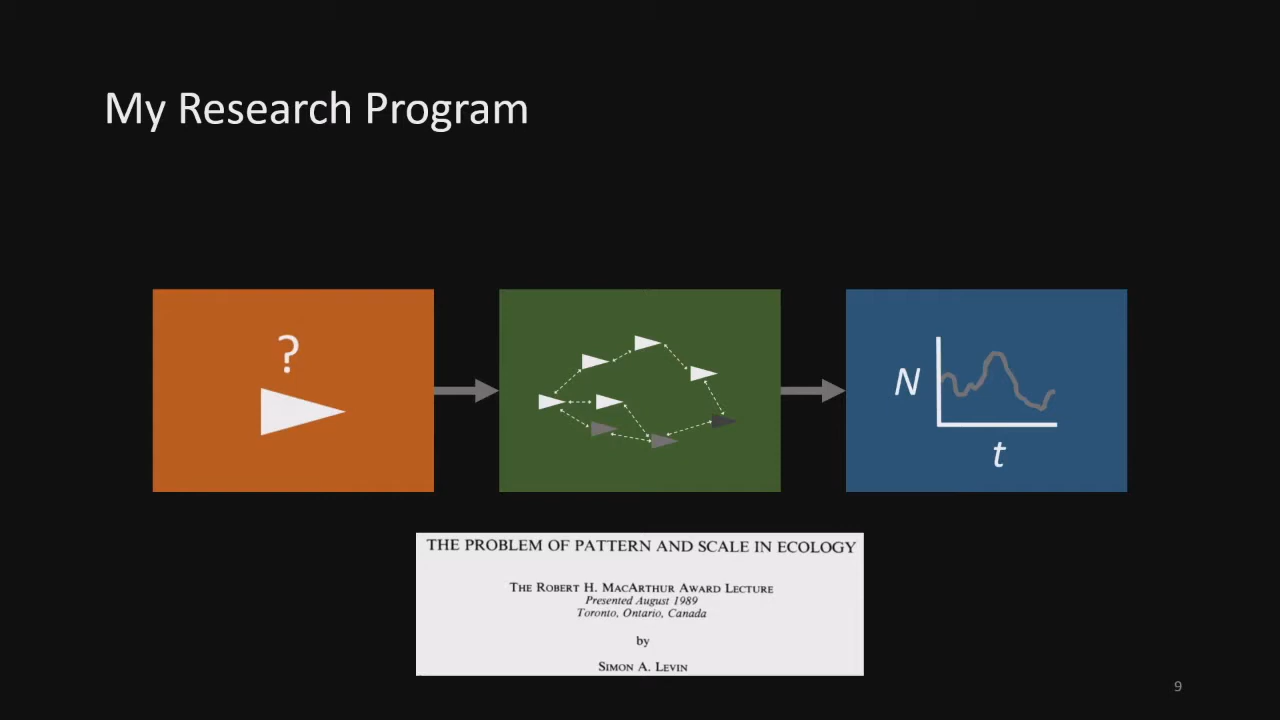 My Research Program
?
N
t
THE PROBLEM OF PATTERN AND SCALE IN ECOLOGY
THE ROBERT H. MACARTHUR AWARD LECTURE
Presented August 1989
Toronto, Ontario, Canada
by
SIMON A. LEVIN
9